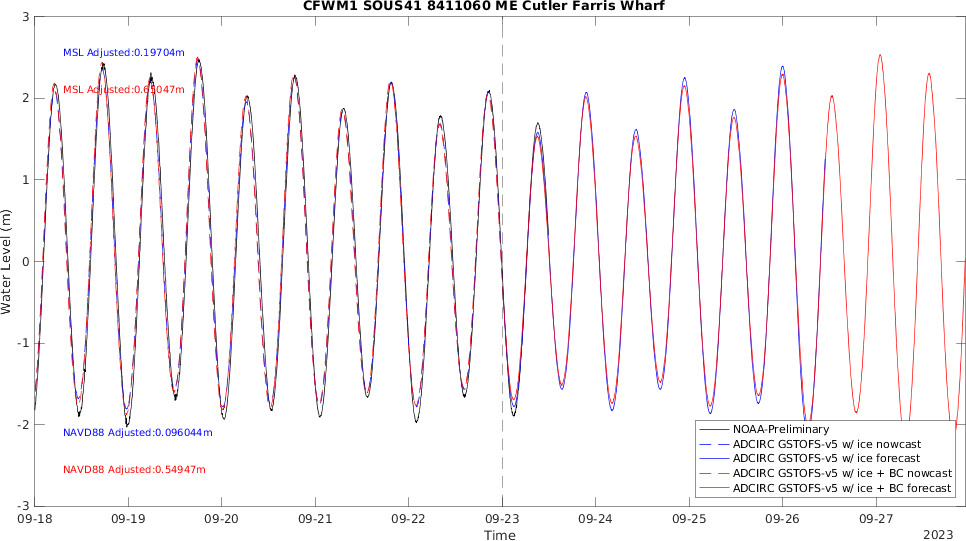 CFWM1 SOUS41 8411060 ME Cutler Farris Wharf
3
2
1
0
-1
-2
-3
Water Level (m)
MSL Adjusted:0.19704m
MSL Adjusted:0.65047m
NAVD88 Adjusted:0.096044m
NAVD88 Adjusted:0.54947m
NOAA-Preliminary
ADCIRC GSTOFS-v5 w/ ice nowcast
ADCIRC GSTOFS-v5 w/ ice forecast
ADCIRC GSTOFS-v5 w/ ice + BC nowcast
ADCIRC GSTOFS-v5 w/ ice + BC forecast
09-18 09-19 09-20 09-21 09-22 09-23 09-24 09-25 09-26 09-27
Time
2023